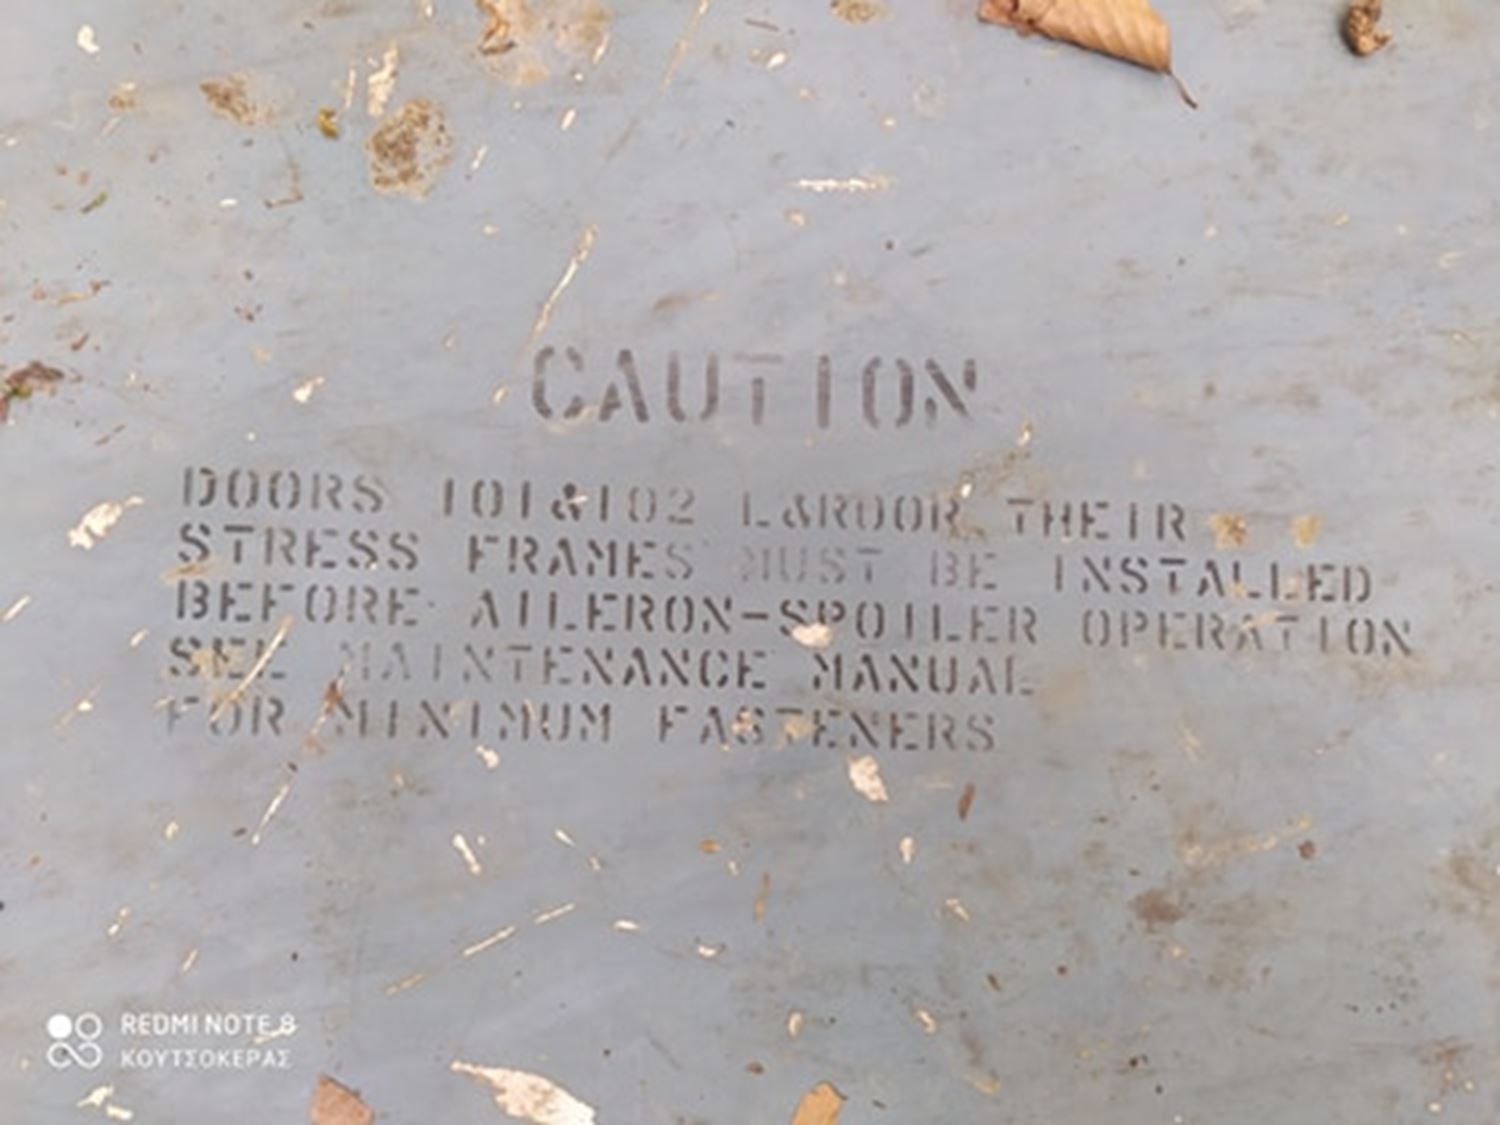 CAUTION
DOORS 101&102 L&ROOR THEIR
STRESS FRAMES MUST BE INSTALLED
BEFORE AILERON-SPOILER OPERATION
SEE MAINTENANCE MANUAL
FOR MINIMUM FASTENERS
REDMI NOTE 8
ΚΟΥΤΣΟΚΕΡΑΣ